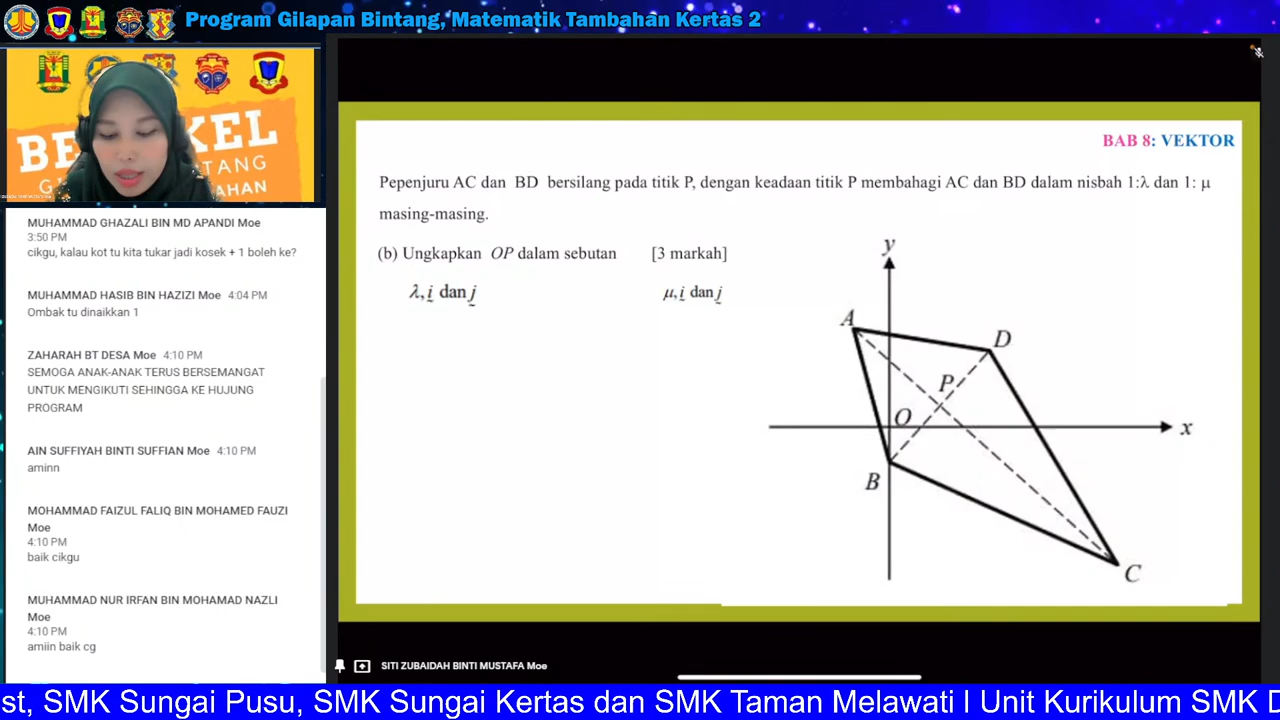 Program Gilapan Bintang, Matematik Tambahan Kertas 2
MUHAMMAD GHAZALI BIN MD APANDI Moe
3:50 PM
cikgu, kalau kot tu kita tukar jadi kosek + 1 boleh ke?
MUHAMMAD HASIB BIN HAZIZI Moe 4:04 PM
Ombak tu dinaikkan 1
ZAHARAH BT DESA Moe 4:10 PM
SEMOGA ANAK-ANAK TERUS BERSEMANGAT
UNTUK MENGIKUTI SEHINGGA KE HUJUNG
PROGRAM
AIN SUFFIYAH BINTI SUFFIAN Moe 4:10 PM
aminn
MOHAMMAD FAIZUL FALIQ BIN MOHAMED FAUZI
Moe
4:10 PM
baik cikgu
MUHAMMAD NUR IRFAN BIN MOHAMAD NAZLI
Moe
4:10 PM
amiin baik cg
BAB 8: VEKTOR
Pepenjuru AC dan BD bersilang pada titik P, dengan keadaan titik P membahagi AC dan BD dalam nisbah 1:λ dan 1: μ
masing-masing.
(b) Ungkapkan OP dalam sebutan [3 markah]
λ, i dan j μ, i dan j
y
A
D
P
O
x
B
C
SITI ZUBAIDAH BINTI MUSTAFA Moe
st, SMK Sungai Pusu, SMK Sungai Kertas dan SMK Taman Melawati I Unit Kurikulum SMK D